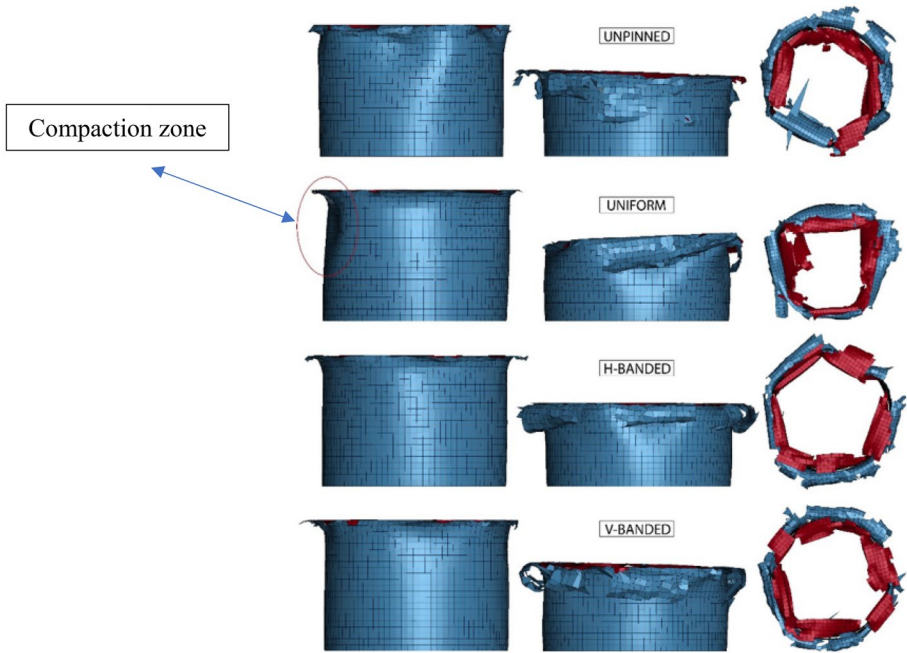 UNPINNED
Compaction zone
UNIFORM
H-BANDED
V-BANDED